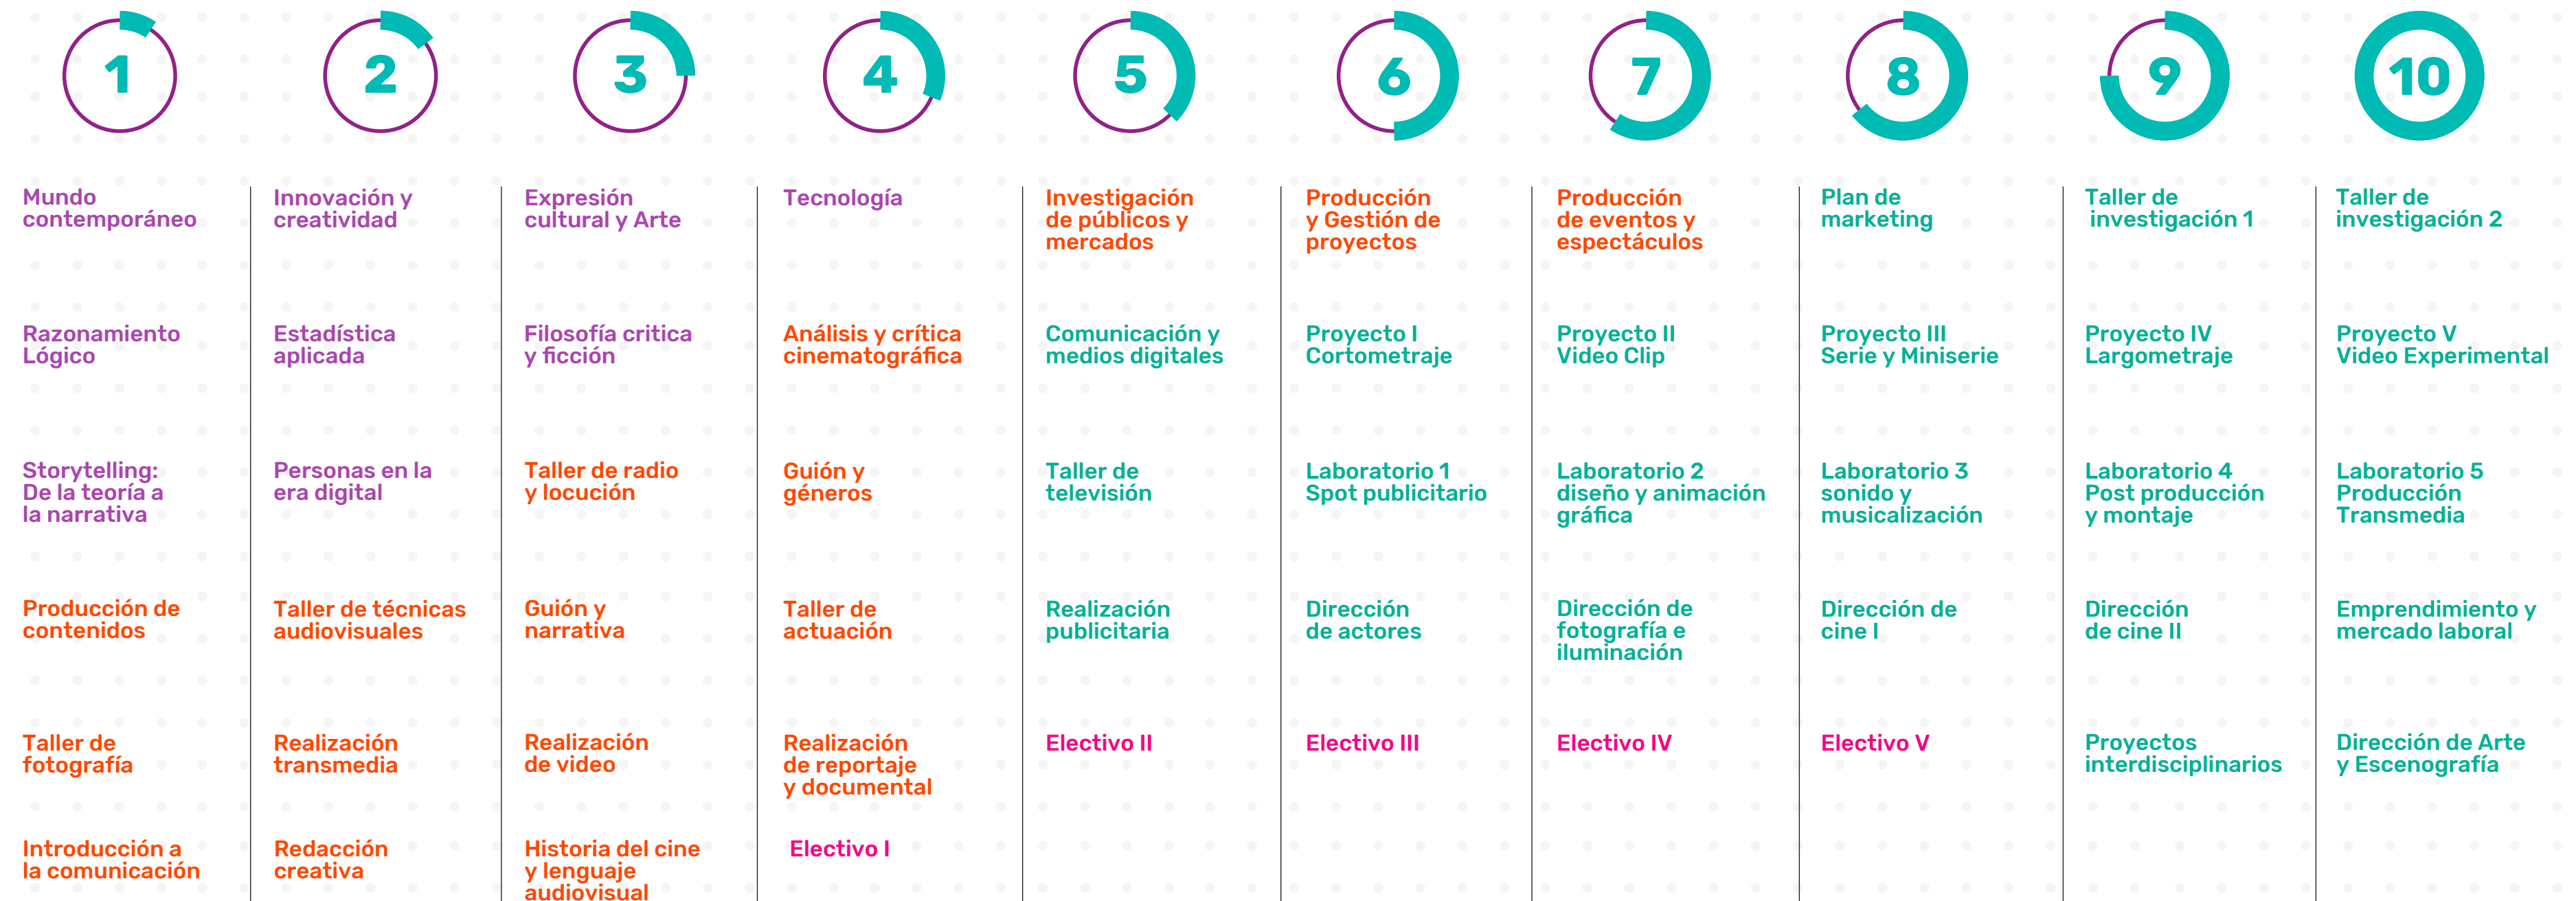 1
Mundo
contemporáneo
Razonamiento
Lógico
Storytelling:
De la teoría a
la narrativa
Producción de
contenidos
Taller de
fotografía
Introducción a
la comunicación
2
Innovación y
creatividad
Estadística
aplicada
Personas en la
era digital
Taller de técnicas
audiovisuales
Realización
transmedia
Redacción
creativa
3
Expresión
cultural y Arte
Filosofía critica
y ficción
Taller de radio
y locución
Guión y
narrativa
Realización
de video
Historia del cine
y lenguaje
audiovisual
4
Tecnología
Análisis y crítica
cinematográfica
Guión y
géneros
Taller de
actuación
Realización
de reportaje
y documental
Electivo I
5
Investigación
de públicos y
mercados
Comunicación y
medios digitales
Taller de
televisión
Realización
publicitaria
Electivo II
6
Producción
y Gestión de
proyectos
Proyecto I
Cortometraje
Laboratorio 1
Spot publicitario
Dirección
de actores
Electivo III
7
Producción
de eventos y
espectáculos
Proyecto II
Video Clip
Laboratorio 2
diseño y animación
gráfica
Dirección de
fotografía e
iluminación
Electivo IV
8
Plan de
marketing
Proyecto III
Serie y Miniserie
Laboratorio 3
sonido y
musicalización
Dirección de
cine I
Electivo V
9
Taller de
investigación 1
Proyecto IV
Largometraje
Laboratorio 4
Post producción
y montaje
Dirección
de cine II
Proyectos
interdisciplinarios
10
Taller de
investigación 2
Proyecto V
Video Experimental
Laboratorio 5
Producción
Transmedia
Emprendimiento y
mercado laboral
Dirección de Arte
y Escenografía